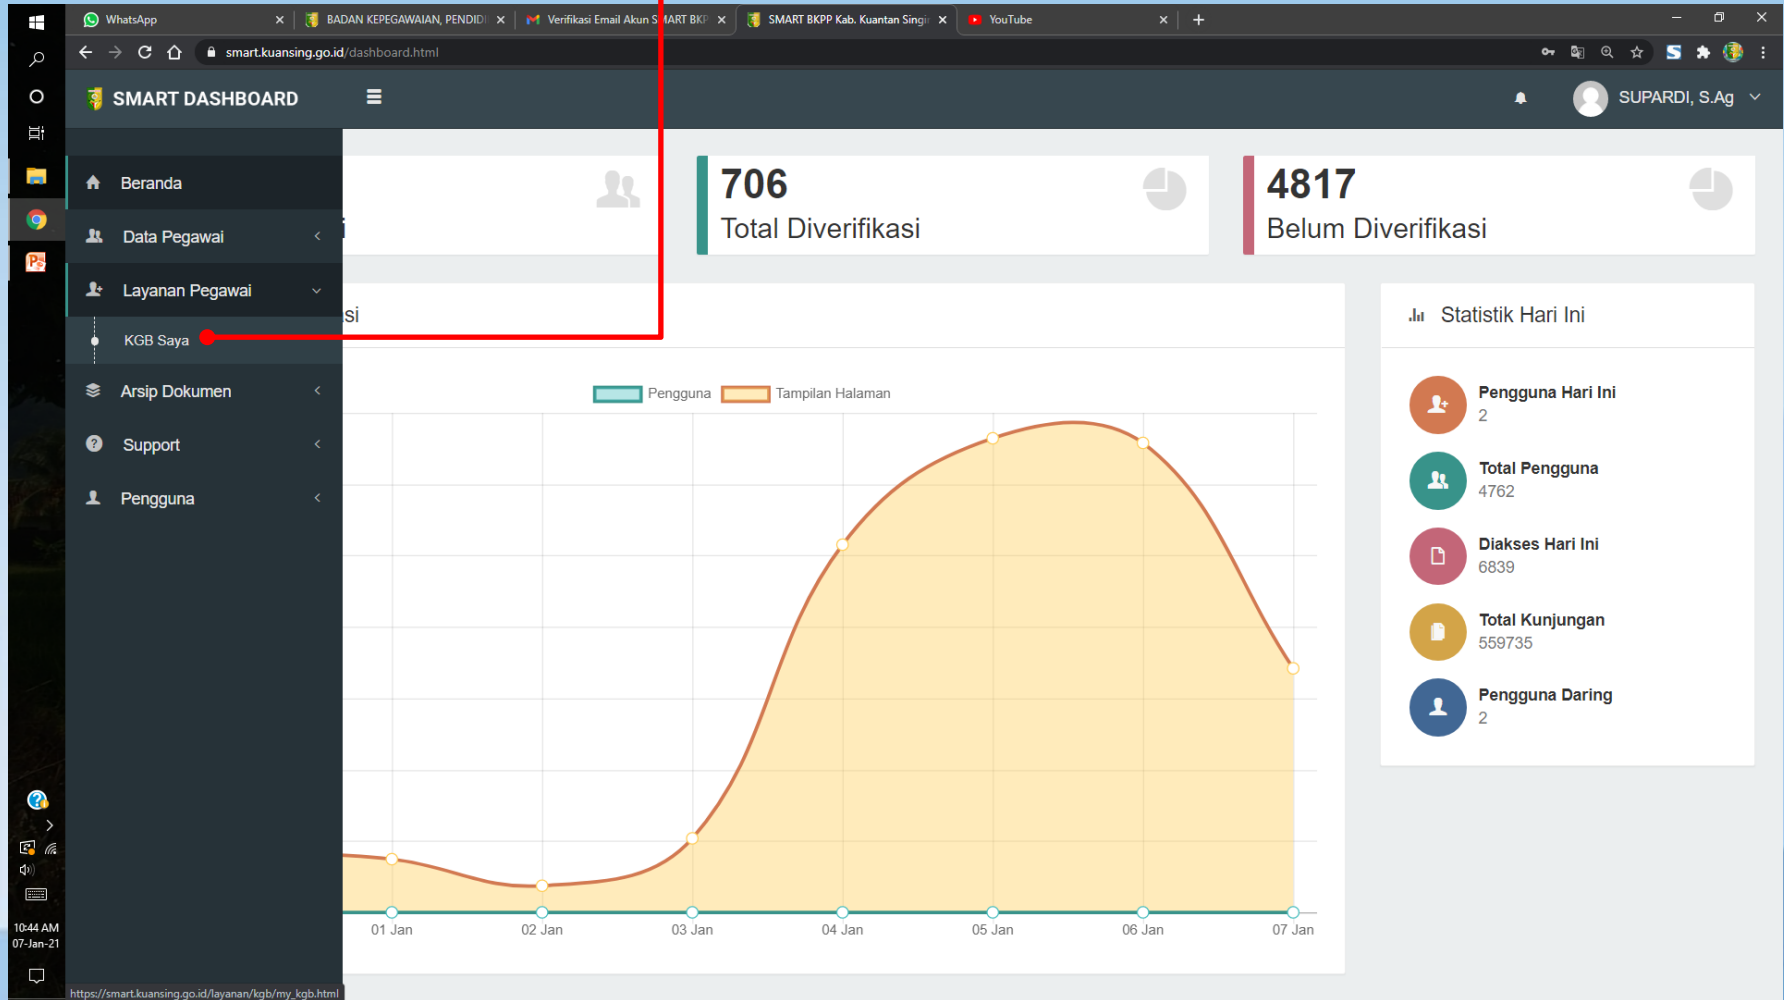 WhatsApp
BADAN KEPEGAWAIAN, PENDIDI
Verifikasi Email Akun SMART BKP
SMART BKPP Kab. Kuantan Singin
YouTube
smart.kuansing.go.id/dashboard.html
SMART DASHBOARD
SUPARDI, S.Ag
Beranda
Data Pegawai
Layanan Pegawai
KGB Saya
Arsip Dokumen
Support
Pengguna
i
706
Total Diverifikasi
4817
Belum Diverifikasi
si
Pengguna
Tampilan Halaman
01 Jan
02 Jan
03 Jan
04 Jan
05 Jan
06 Jan
07 Jan
Statistik Hari Ini
Pengguna Hari Ini
2
Total Pengguna
4762
Diakses Hari Ini
6839
Total Kunjungan
559735
Pengguna Daring
2
10:44 AM
07-Jan-21
https://smart.kuansing.go.id/layanan/kgb/my_kgb.html